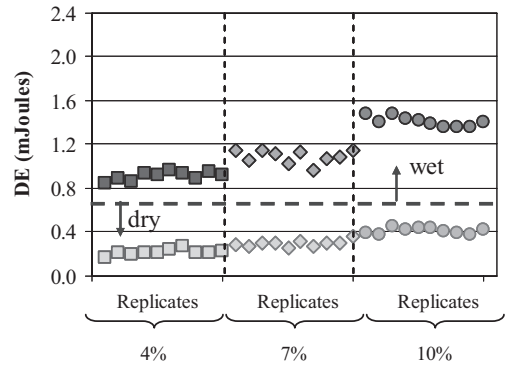 DE (mJoules)
2.4
2.0
1.6
1.2
0.8
0.4
0.0
wet
dry
Replicates Replicates Replicates
4% 7% 10%